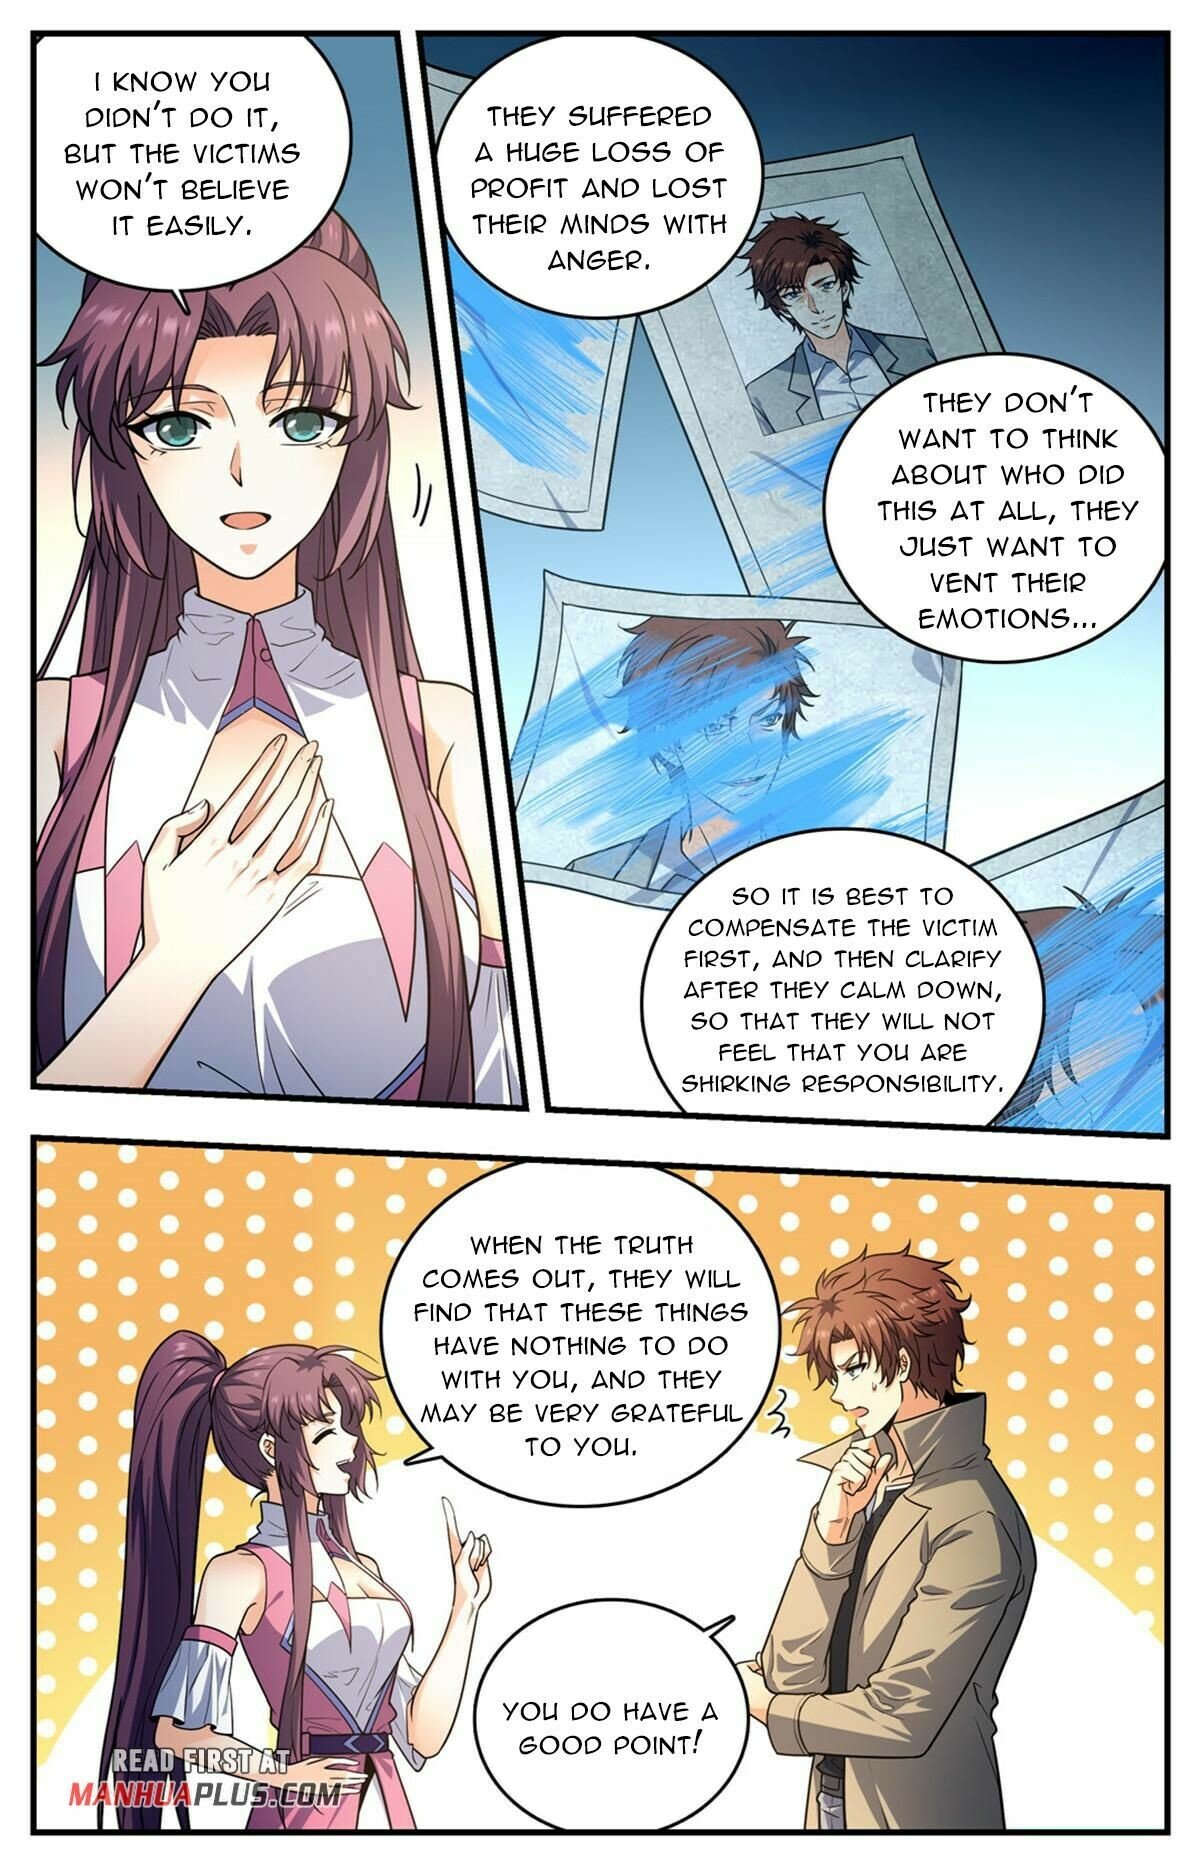 I KNOW YOU
DIDN'T DO IT,
BUT THE VICTIMS
WON'T BELIEVE
IT EASILY.
THEY SUFFERED
A HUGE LOSS OF
PROFIT AND LOST
THEIR MINDS WITH
ANGER.
THEY DON'T
WANT TO THINK
ABOUT WHO DID
THIS AT ALL, THEY
JUST WANT TO
VENT THEIR
EMOTIONS...
SO IT IS BEST TO
COMPENSATE THE VICTIM
FIRST, AND THEN CLARIFY
AFTER THEY CALM DOWN,
SO THAT THEY WILL NOT
FEEL THAT YOU ARE
SHIRKING RESPONSIBILITY.
WHEN THE TRUTH
COMES OUT, THEY WILL
FIND THAT THESE THINGS
HAVE NOTHING TO DO
WITH YOU, AND THEY
MAY BE VERY GRATEFUL
TO YOU.
YOU DO HAVE A
GOOD POINT!
READ FIRST AT
MANHUAPLUS.COM